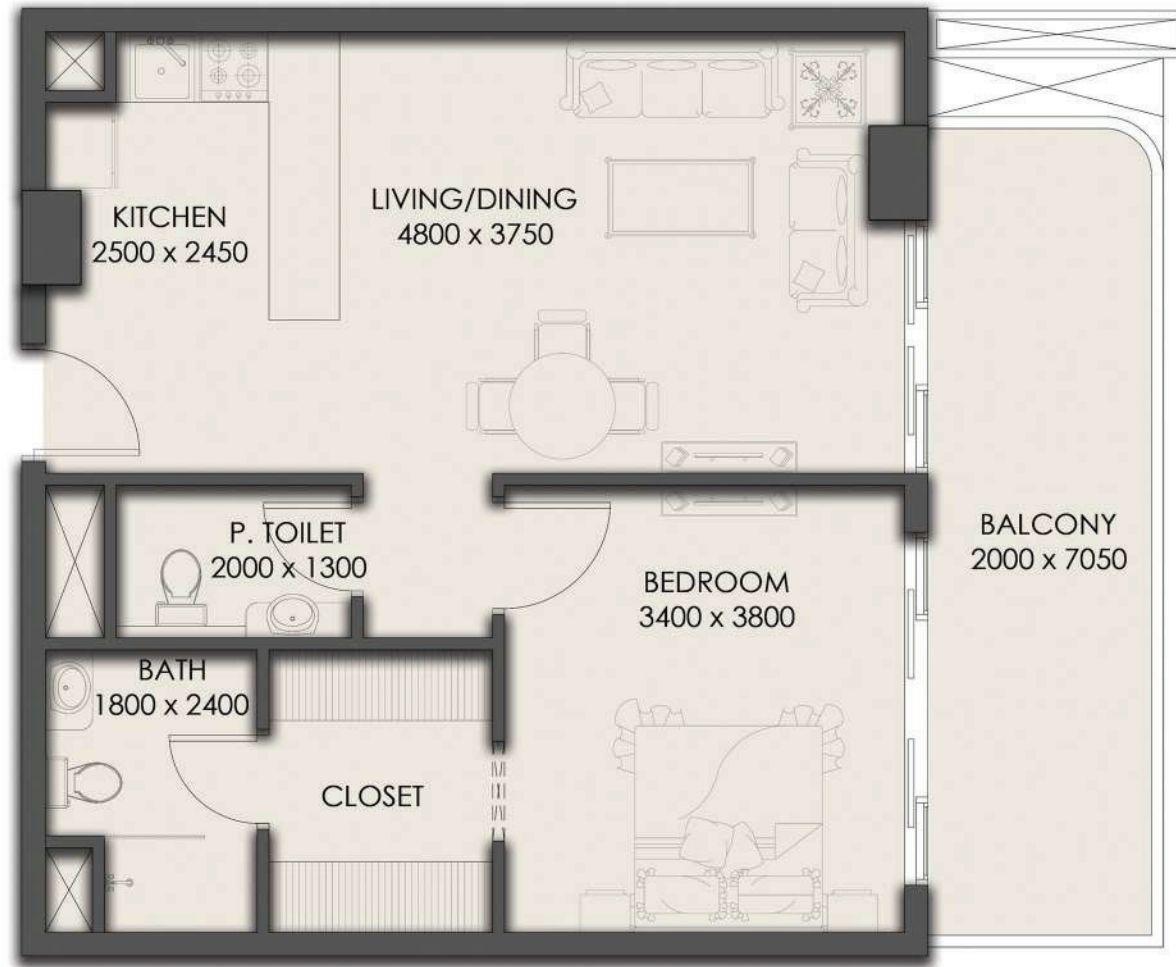 KITCHEN
2500 x 2450
LIVING/DINING
4800 x 3750
P. TOILET
2000 x 1300
BEDROOM
3400 x 3800
BALCONY
2000 x 7050
BATH
1800 x 2400
CLOSET